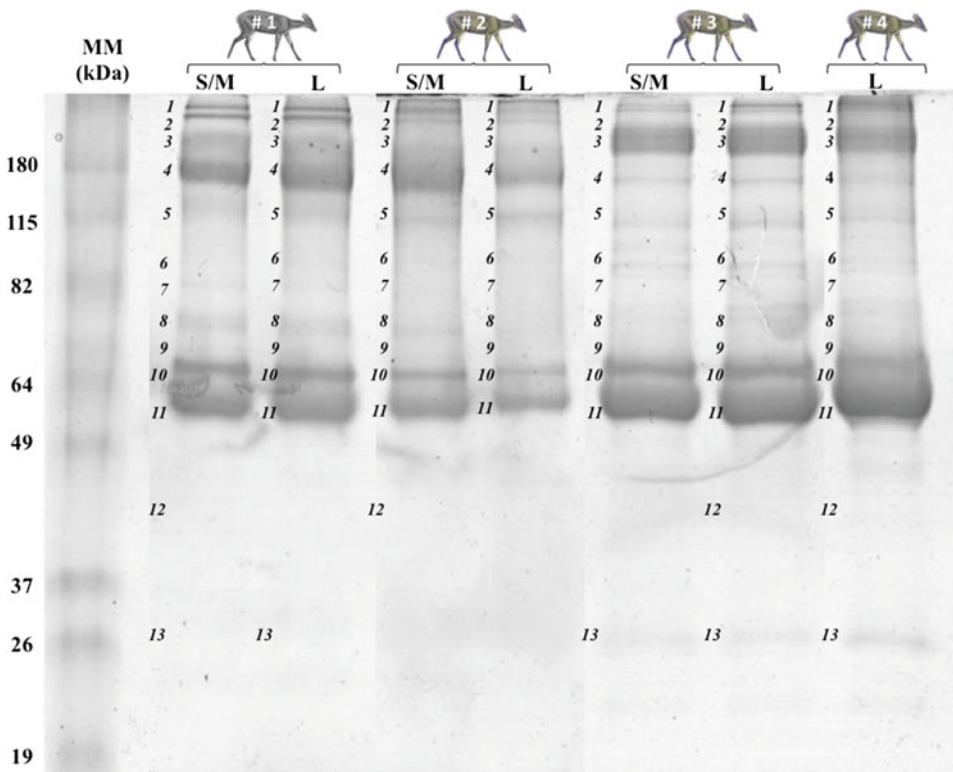 # 1 # 2 # 3 # 4
MM
(kDa)
S/M L S/M L S/M L L
1 1 1 1 1 1 1
2 2 2 2 2 2 2
3 3 3 3 3 3 3
180 4 4 4 4 4 4 4
115 5 5 5 5 5 5 5
6 6 6 6 6 6 6
82 7 7 7 7 7 7 7
8 8 8 8 8 8 8
9 9 9 9 9 9 9
64 10 10 10 10 10 10 10
11 11 11 11 11 11 11
49
12 12 12 12
37
26 13 13 13 13 13
19